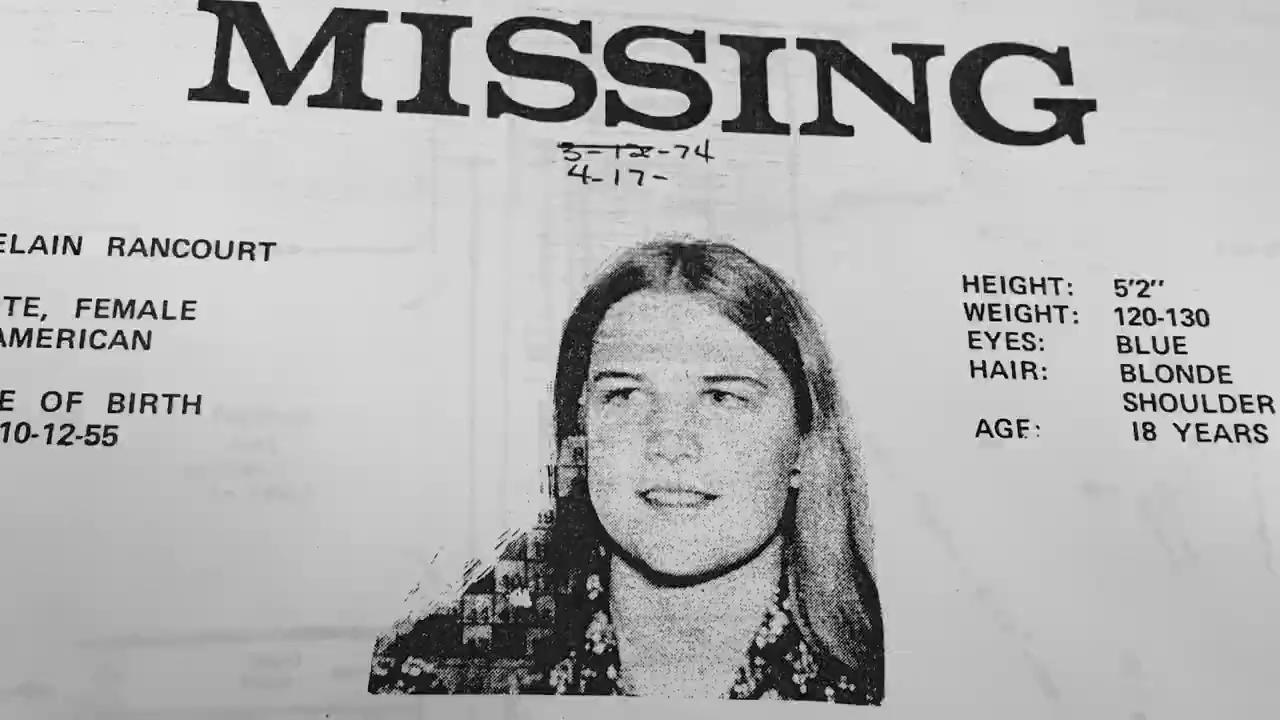 MISSING
3-12-74
4-17-
ELAIN RANCOURT
TE, FEMALE
AMERICAN
E OF BIRTH
10-12-55
HEIGHT: 5'2"
WEIGHT: 120-130
EYES: BLUE
HAIR: BLONDE
SHOULDER
AGE: 18 YEARS